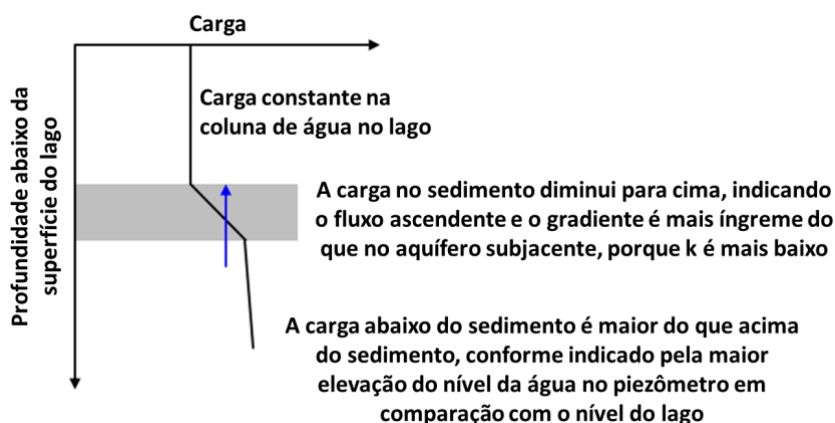 Carga
Profundidade abaixo da
superfície do lago
Carga constante na
coluna de água no lago
A carga no sedimento diminui para cima, indicando
o fluxo ascendente e o gradiente é mais íngreme do
que no aquífero subjacente, porque k é mais baixo
A carga abaixo do sedimento é maior do que acima
do sedimento, conforme indicado pela maior
elevação do nível da água no piezômetro em
comparação com o nível do lago